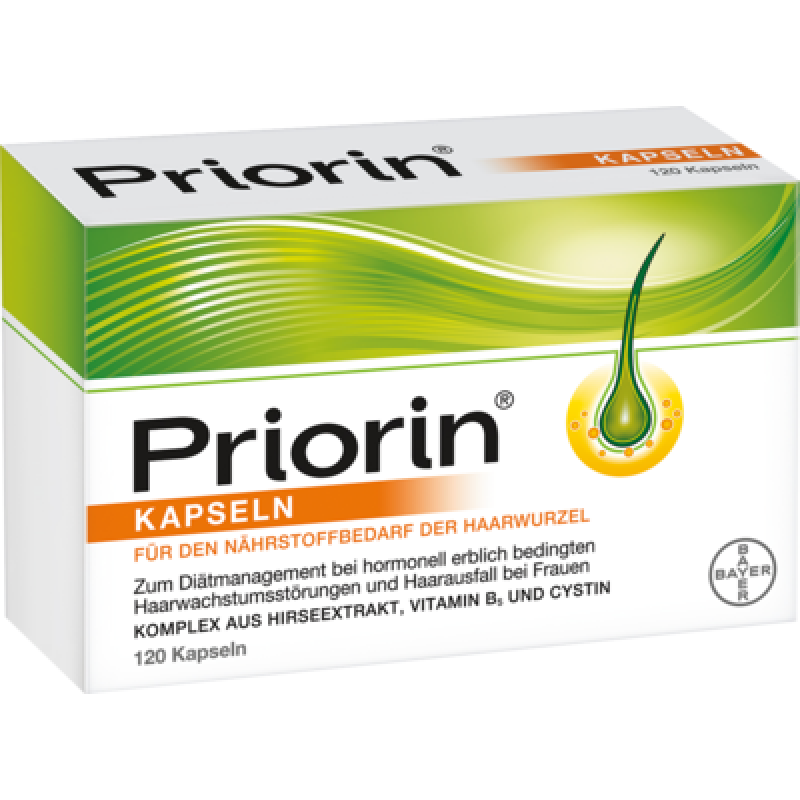 Priorin®
KAPSELN
120 Kapseln
Priorin®
KAPSELN
FÜR DEN NÄHRSTOFFBEDARF DER HAARWURZEL
Zum Diätmanagement bei hormonell erblich bedingten
Haarwachstumsstörungen und Haarausfall bei Frauen
KOMPLEX AUS HIRSEEXTRAKT, VITAMIN B₅ UND CYSTIN
120 Kapseln
BAYER
BAYER